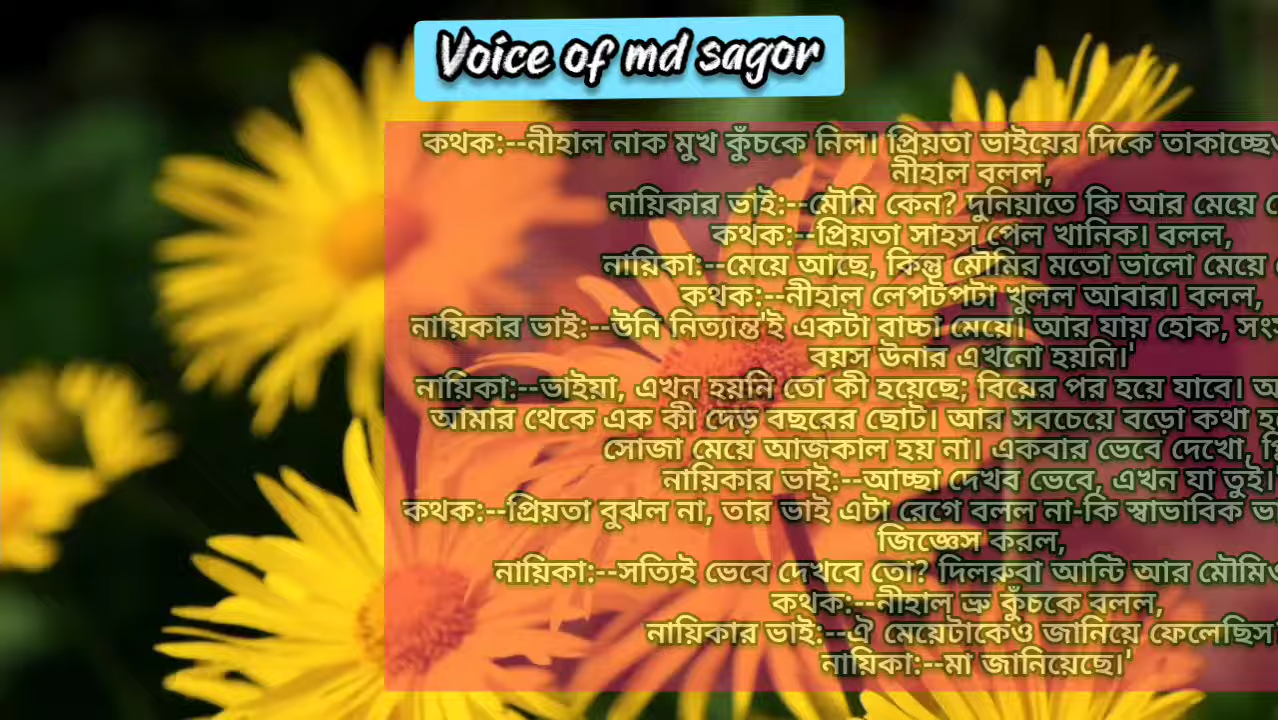 Voice of md sagor
কথক:--নীহাল নাক মুখ কুঁচকে নিল। প্রিয়তা ভাইয়ের দিকে
নীহাল বলল,
নায়িকার ভাই:--মৌমি কেন? দুনিয়াতে কি আর মেয়ে
কথক:--প্রিয়তা সাহস পেল খানিক। বলল,
নায়িকা:--মেয়ে আছে, কিন্তু মৌমির মতো ভালো মেয়ে
কথক:--নীহাল লেপটপটা খুলল আবার। বলল,
নায়িকার ভাই:--উনি নিত্যান্ত'ই একটা বাচ্চা মেয়ে। আর যায় হোক,
বয়স উনার এখনো হয়নি।'
নায়িকা:--ভাইয়া, এখন হয়নি তো কী হয়েছে; বিয়ের পর হয়ে যাবে।
আমার থেকে এক কী দেড় বছরের ছোট। আর সবচেয়ে বড়ো কথা
সোজা মেয়ে আজকাল হয় না। একবার ভেবে দেখো,
নায়িকার ভাই:--আচ্ছা দেখব ভেবে, এখন যা তুই।'
কথক:--প্রিয়তা বুঝল না, তার ভাই এটা রেগে বলল না-কি স্বাভাবিক
জিজ্ঞেস করল,
নায়িকা:--সত্যিই ভেবে দেখবে তো? দিলরুবা আন্টি আর
কথক:--নীহাল ভ্রু কুঁচকে বলল,
নায়িকার ভাই:--ঐ মেয়েটাকেও জানিয়ে ফেলেছিস
নায়িকা:--মা জানিয়েছে।'